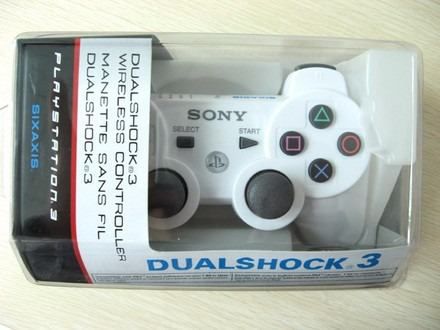 DUALSHOCK®3
WIRELESS CONTROLLER
MANETTE SANS FIL
DUALSHOCK®3
PLAYSTATION.3
SIXAXIS
SONY
SELECT
START
DUALSHOCK®3